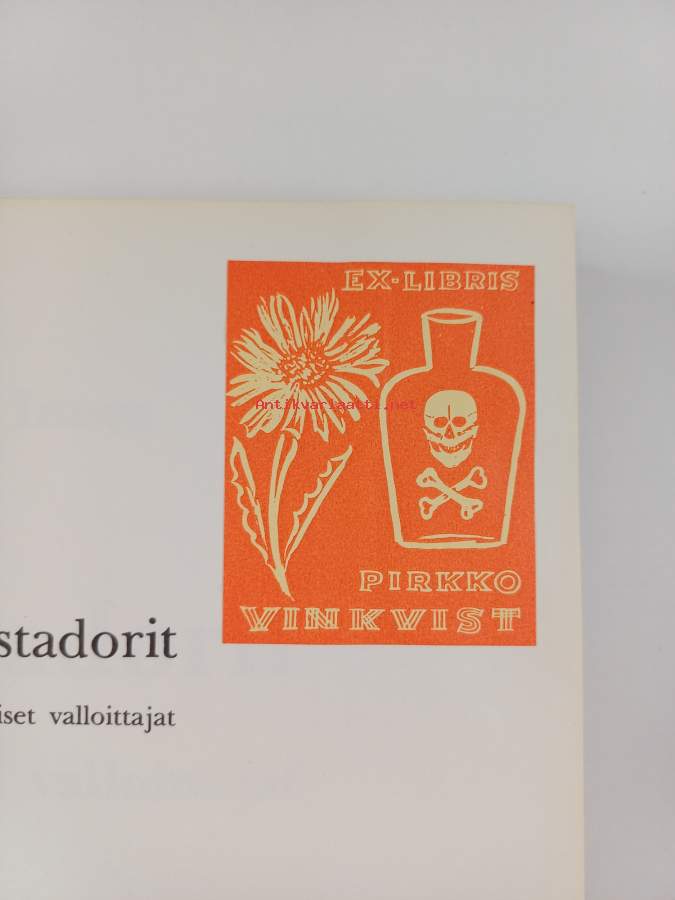 EX-LIBRIS
Antikvariaatti.net
PIRKKO
VINKVIST
stadorit
iset valloittajat